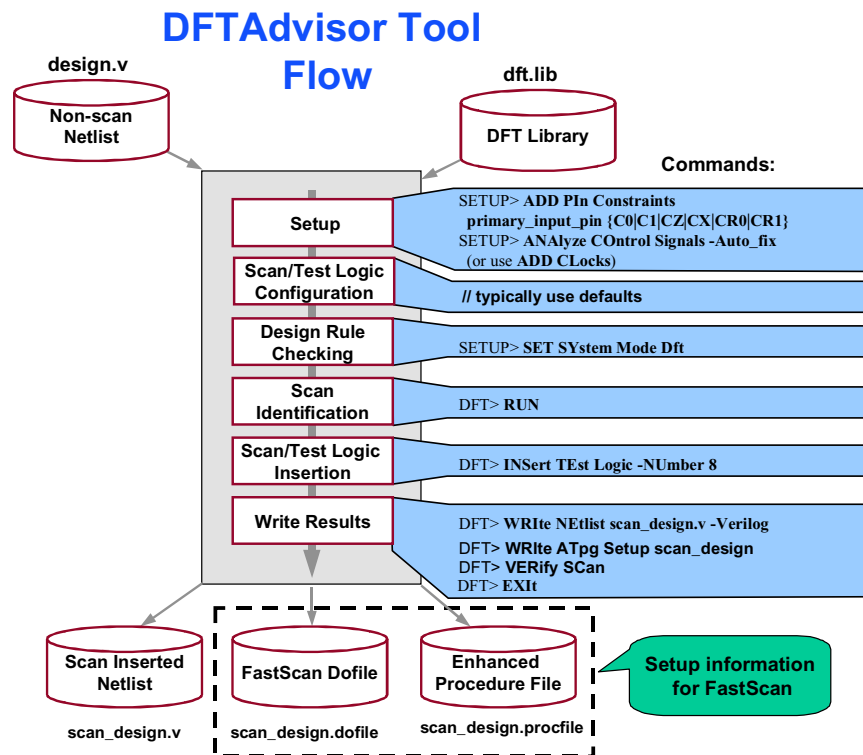 DFTAdvisor Tool
Flow
design.v
dft.lib
Non-scan
Netlist
DFT Library
Commands:
Setup
SETUP> ADD PIn Constraints
primary_input_pin {C0|C1|CZ|CX|CR0|CR1}
SETUP> ANAlyze COntrol Signals -Auto_fix
(or use ADD CLocks)
Scan/Test Logic
Configuration
// typically use defaults
Design Rule
Checking
SETUP> SET SYstem Mode Dft
Scan
Identification
DFT> RUN
Scan/Test Logic
Insertion
DFT> INSert TEst Logic -NUmber 8
Write Results
DFT> WRIte NEtlist scan_design.v -Verilog
DFT> WRIte ATpg Setup scan_design
DFT> VERify SCan
DFT> EXIt
Scan Inserted
Netlist
FastScan Dofile
Enhanced
Procedure File
Setup information
for FastScan
scan_design.v
scan_design.dofile
scan_design.procfile